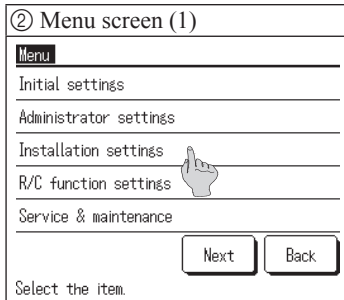 ② Menu screen (1)
Menu
Initial settings
Administrator settings
Installation settings
R/C function settings
Service & maintenance
Next Back
Select the item.